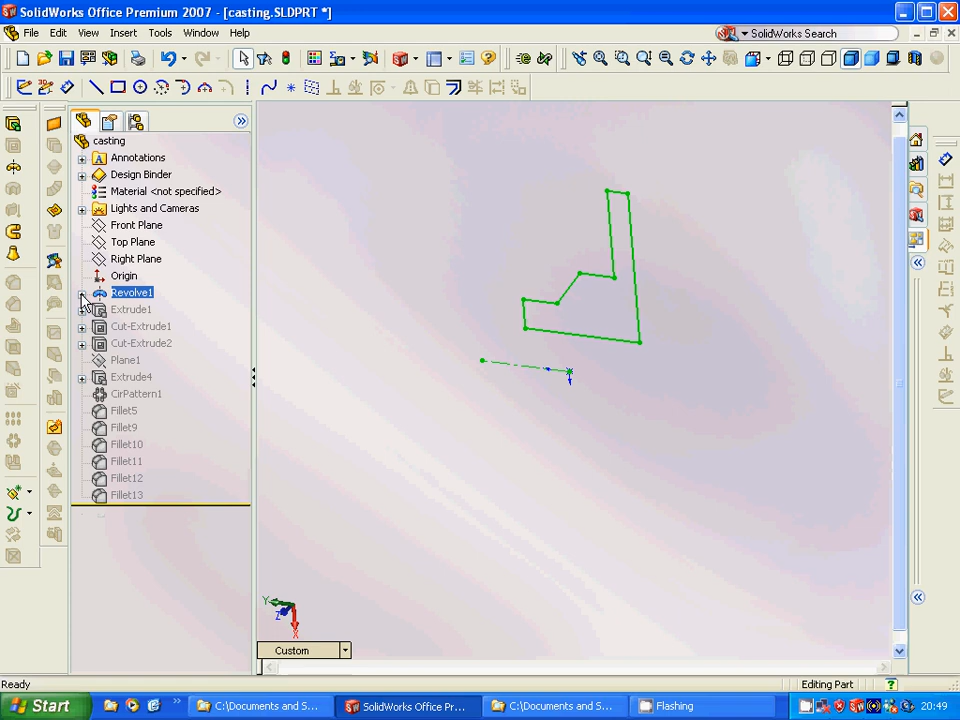 SolidWorks Office Premium 2007 - [casting.SLDPRT *]
File Edit View Insert Tools Window Help
SolidWorks Search
casting
Annotations
Design Binder
Material <not specified>
Lights and Cameras
Front Plane
Top Plane
Right Plane
Origin
Revolve1
Extrude1
Cut-Extrude1
Cut-Extrude2
Plane1
Extrude4
CirPattern1
Fillet5
Fillet9
Fillet10
Fillet11
Fillet12
Fillet13
Y
Z
X
Custom
Ready
Editing Part
Start
C:\Documents and S...
SolidWorks Office Pr...
C:\Documents and S...
Flashing
20:49